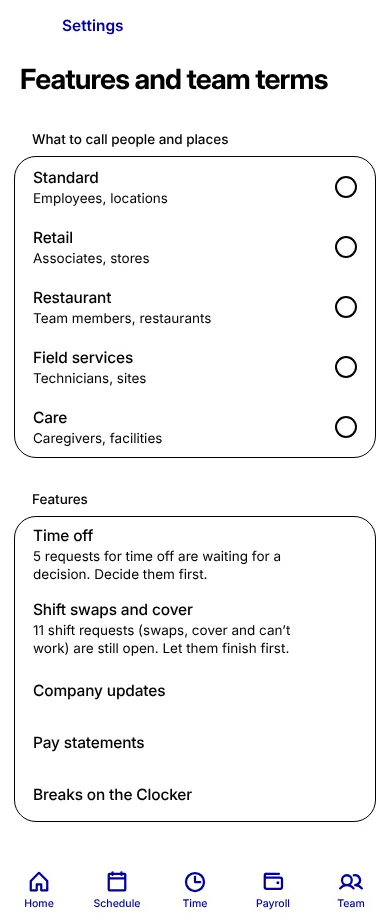 Settings
Features and team terms
What to call people and places
Standard
Employees, locations
Retail
Associates, stores
Restaurant
Team members, restaurants
Field services
Technicians, sites
Care
Caregivers, facilities
Features
Time off
5 requests for time off are waiting for a
decision. Decide them first.
Shift swaps and cover
11 shift requests (swaps, cover and can’t
work) are still open. Let them finish first.
Company updates
Pay statements
Breaks on the Clocker
Home
Schedule
Time
Payroll
Team